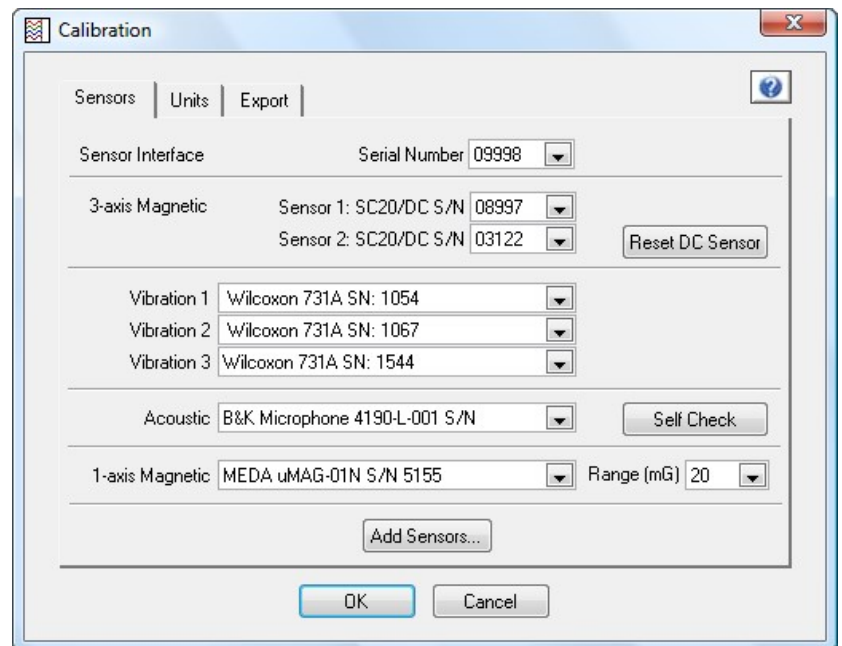 Calibration
Sensors Units Export
Sensor Interface Serial Number 09998
3-axis Magnetic Sensor 1: SC20/DC S/N 08997
Sensor 2: SC20/DC S/N 03122 Reset DC Sensor
Vibration 1 Wilcoxon 731A SN: 1054
Vibration 2 Wilcoxon 731A SN: 1067
Vibration 3 Wilcoxon 731A SN: 1544
Acoustic B&K Microphone 4190-L-001 S/N Self Check
1-axis Magnetic MEDA uMAG-01N S/N 5155 Range (mG) 20
Add Sensors...
OK Cancel